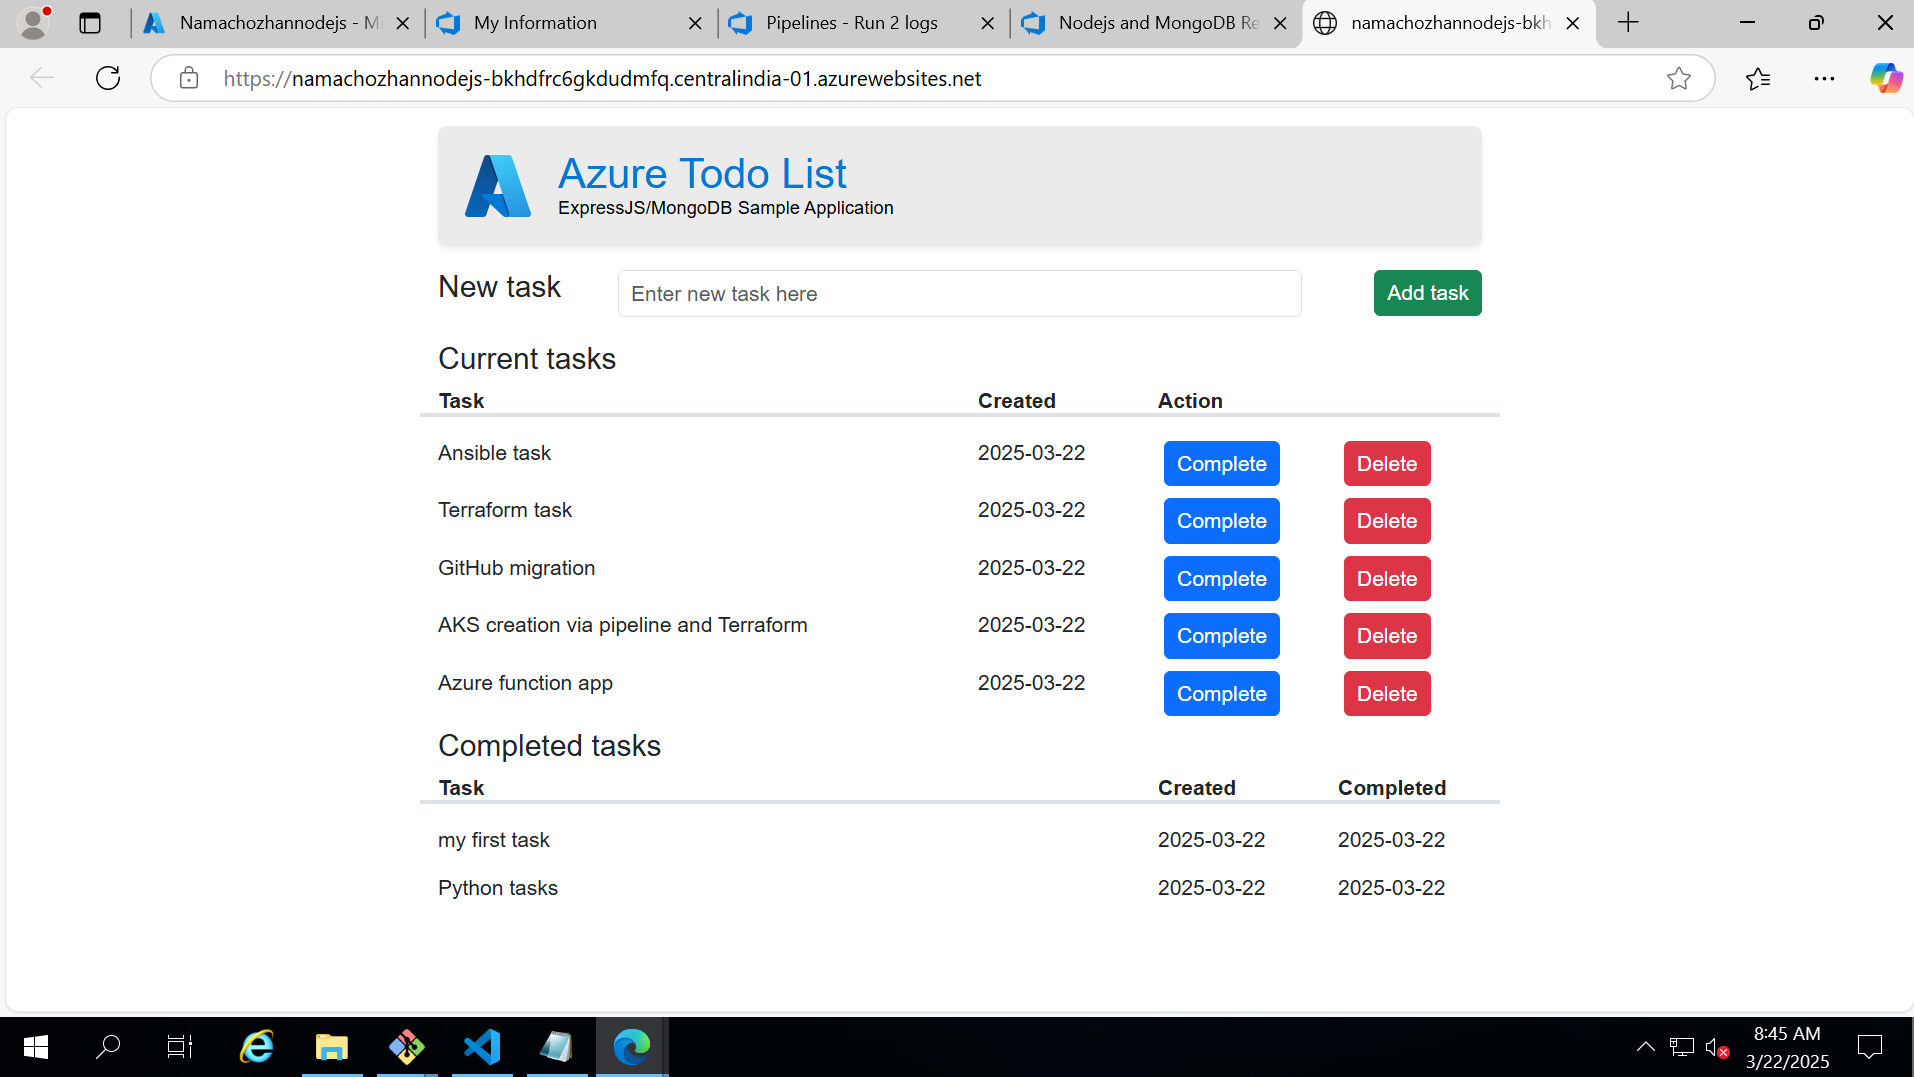 Namachozhannodejs - Mi
My Information
Pipelines - Run 2 logs
Nodejs and MongoDB Re
namachozhannodejs-bkh
https://namachozhannodejs-bkhdfrc6gkdudmfq.centralindia-01.azurewebsites.net
Azure Todo List
ExpressJS/MongoDB Sample Application
New task Enter new task here Add task
Current tasks
Task Created Action
Ansible task 2025-03-22 Complete Delete
Terraform task 2025-03-22 Complete Delete
GitHub migration 2025-03-22 Complete Delete
AKS creation via pipeline and Terraform 2025-03-22 Complete Delete
Azure function app 2025-03-22 Complete Delete
Completed tasks
Task Created Completed
my first task 2025-03-22 2025-03-22
Python tasks 2025-03-22 2025-03-22
8:45 AM
3/22/2025